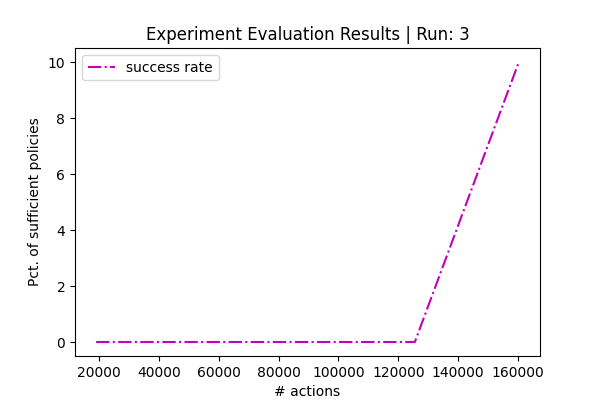 Experiment Evaluation Results | Run: 3
success rate
Pct. of sufficient policies
10
8
6
4
2
0
20000 40000 60000 80000 100000 120000 140000 160000
# actions